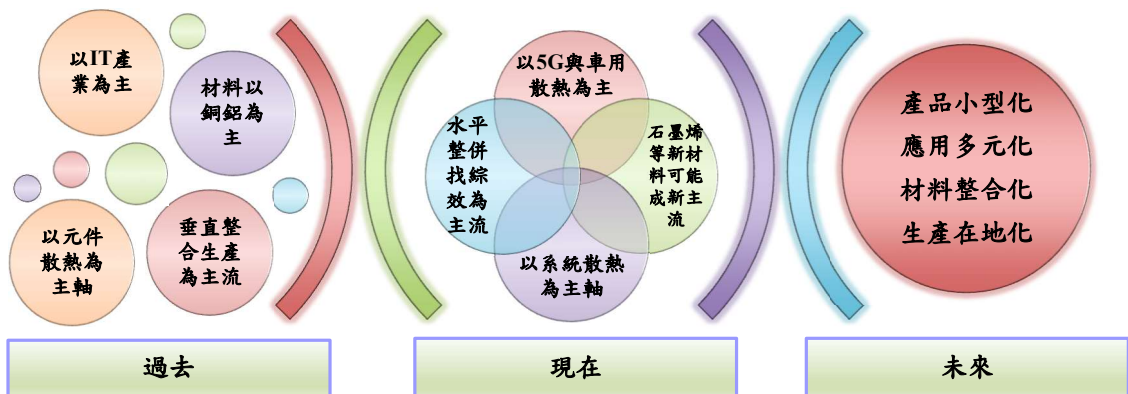 以IT產
業為主
材料以
銅鋁為
主
以元件
散熱為
主軸
垂直整
合生產
為主流
以5G與車用
散熱為主
水平
整併
找綜
效為
主流
石墨烯
等新材
料可能
成新主
流
以系統散熱
為主軸
產品小型化
應用多元化
材料整合化
生產在地化
過去
現在
未來